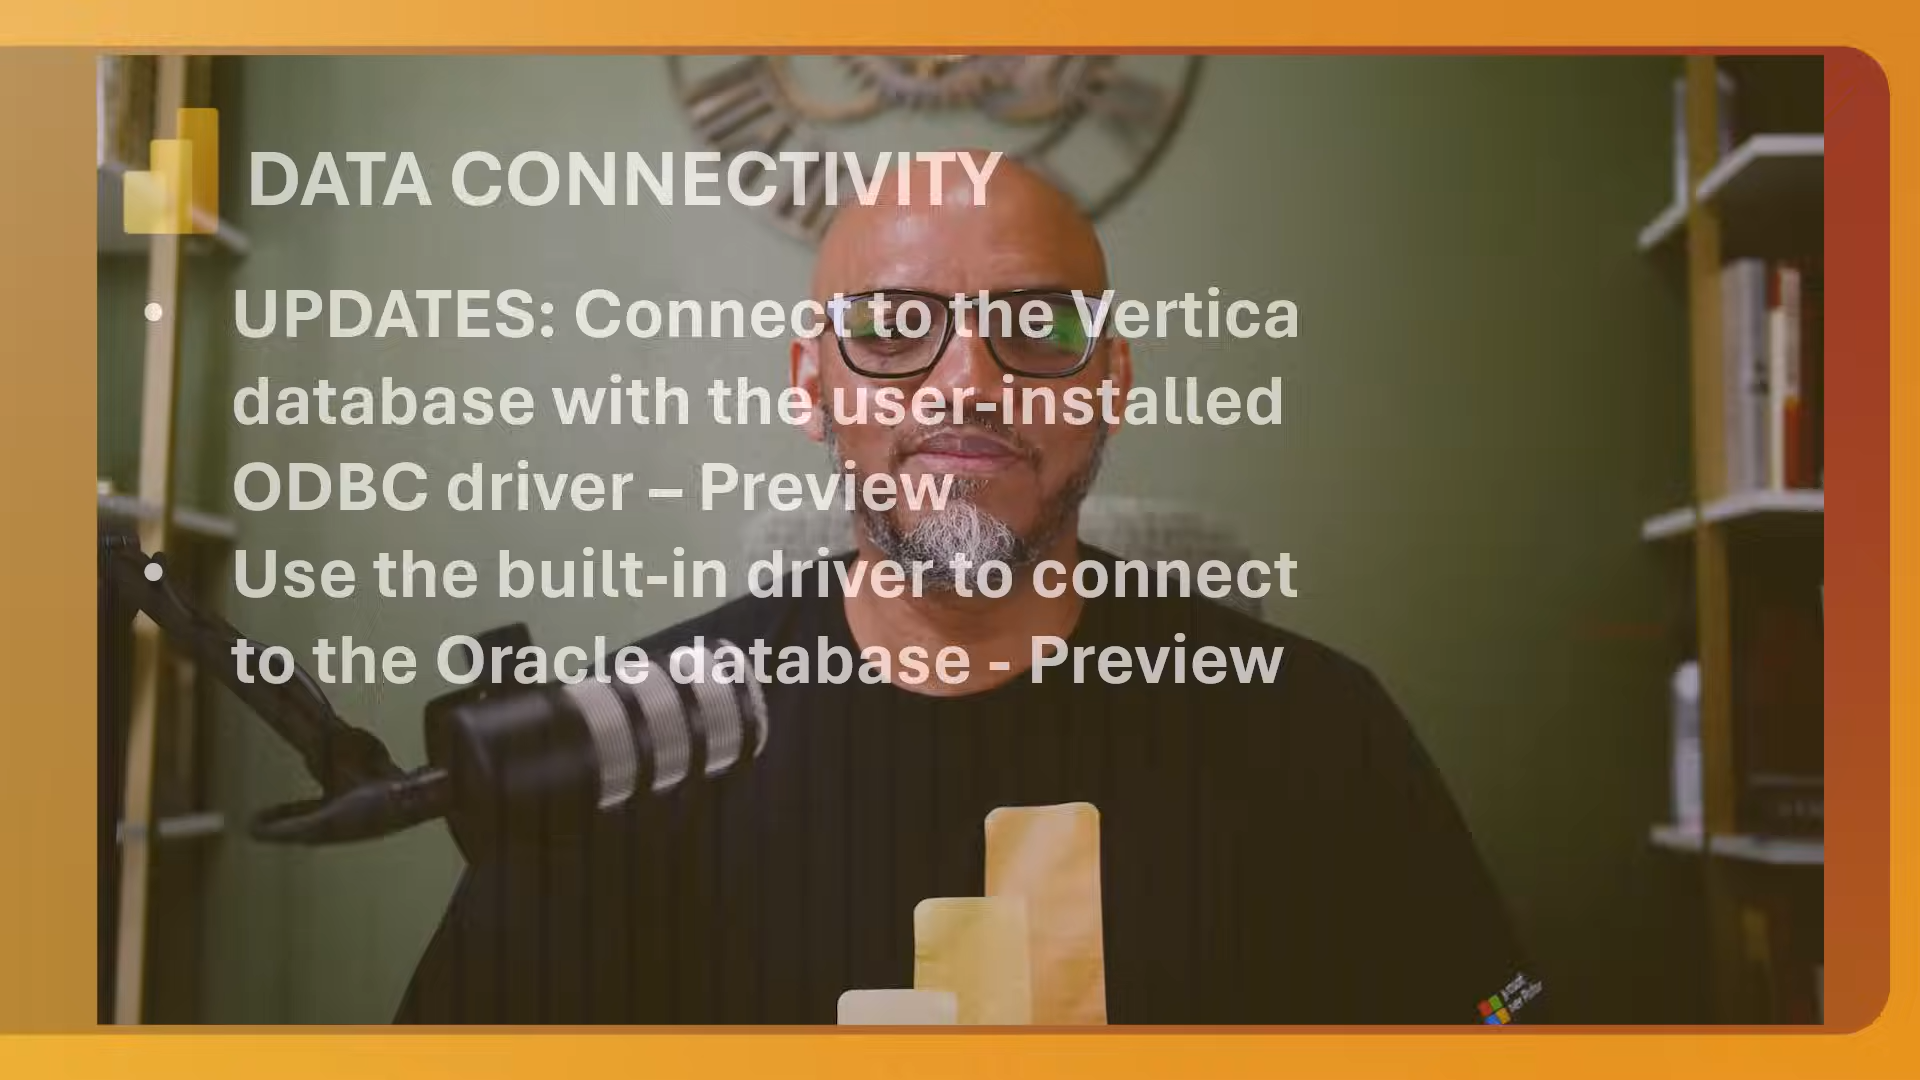 DATA CONNECTIVITY
• UPDATES: Connect to the Vertica
database with the user-installed
ODBC driver – Preview
• Use the built-in driver to connect
to the Oracle database - Preview